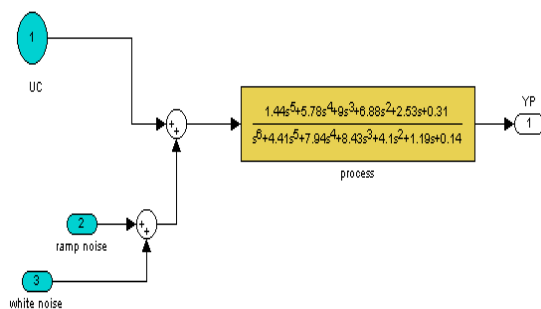 1
UC
+
+
1.44s⁵+5.78s⁴+9s³+6.88s²+2.53s+0.31
s⁶+4.41s⁵+7.94s⁴+8.43s³+4.1s²+1.19s+0.14
process
YP
1
2
ramp noise
+
+
3
white noise